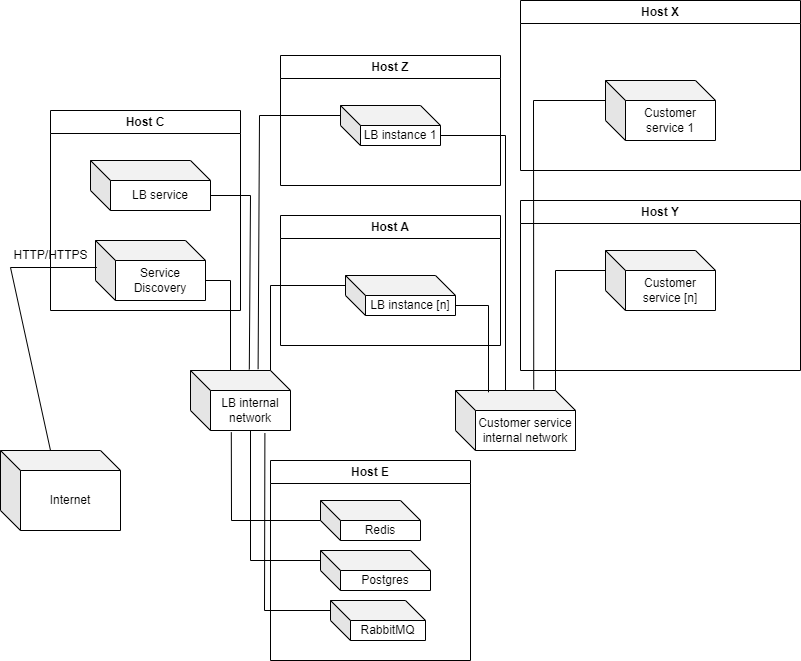 Host X
Customer
service 1
Host Z
LB instance 1
Host C
LB service
HTTP/HTTPS
Service
Discovery
Host A
LB instance [n]
Host Y
Customer
service [n]
LB internal
network
Customer service
internal network
Internet
Host E
Redis
Postgres
RabbitMQ